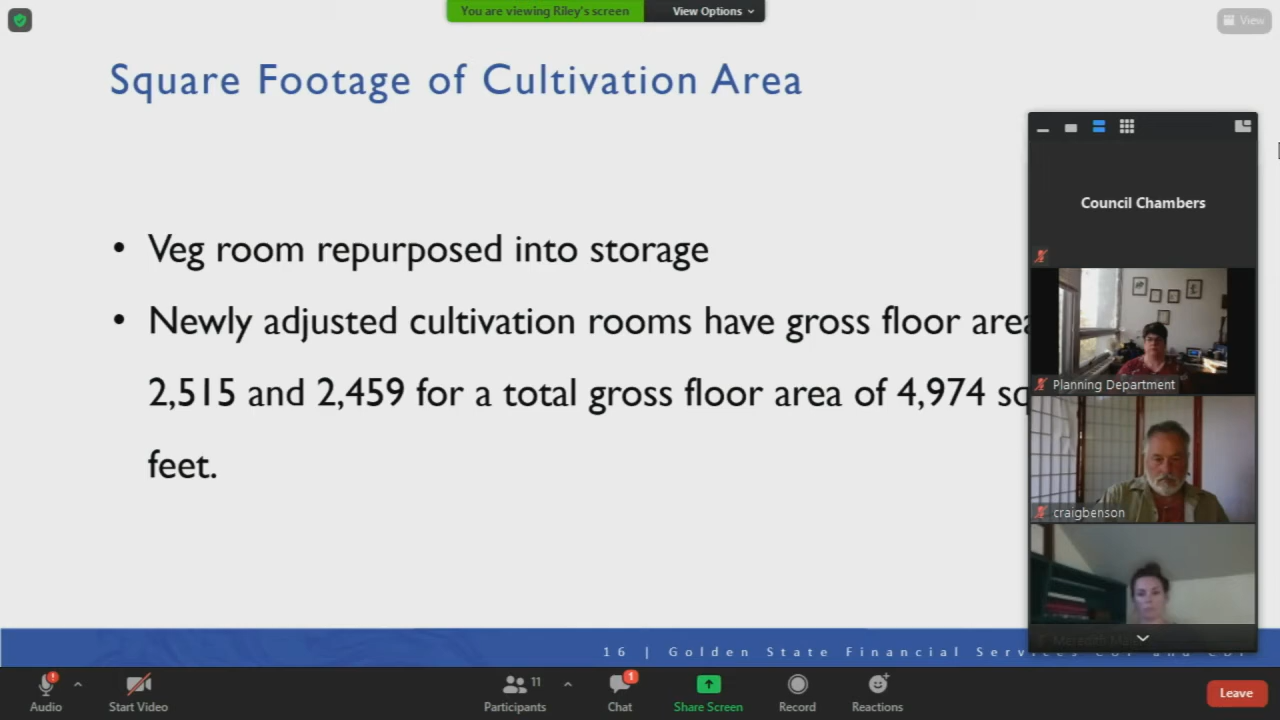 You are viewing Riley's screen
View Options
View
Square Footage of Cultivation Area
Council Chambers
• Veg room repurposed into storage
• Newly adjusted cultivation rooms have gross floor area
2,515 and 2,459 for a total gross floor area of 4,974 sq
feet.
Planning Department
craigbenson
16 | Golden State Financial Services
11
1
Audio
Start Video
Participants
Chat
Share Screen
Record
Reactions
Leave